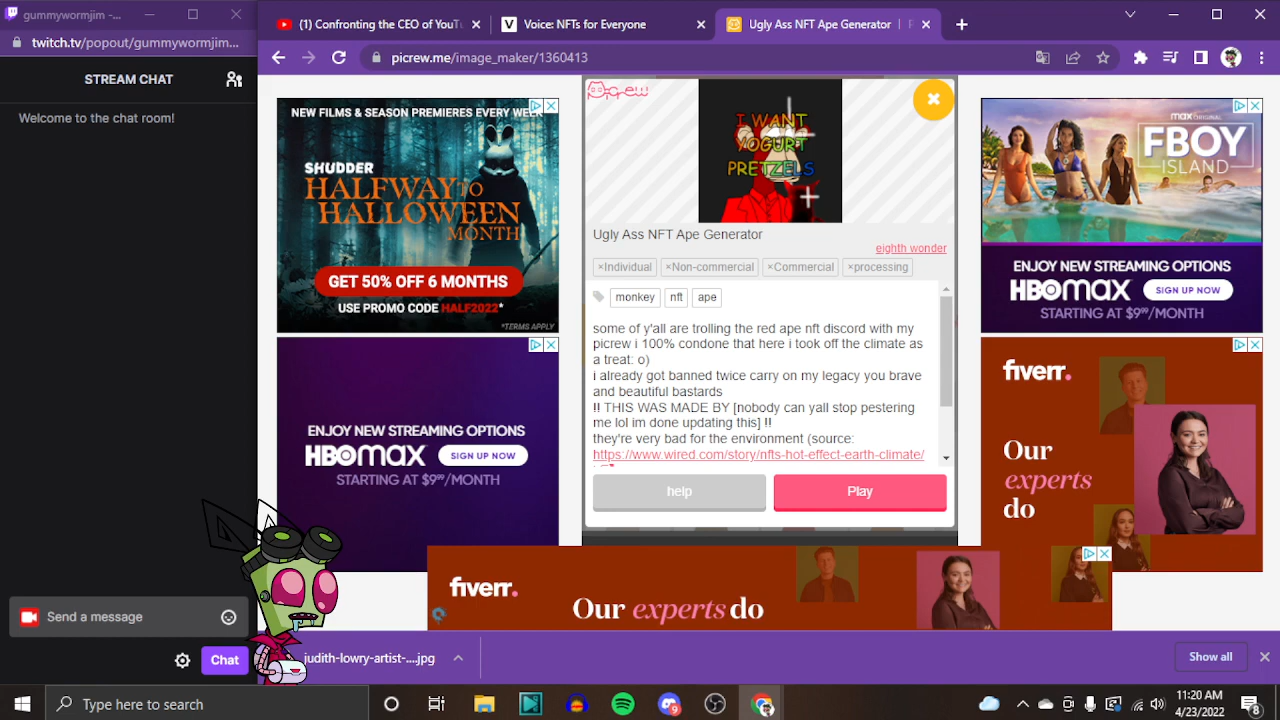 gummywormjim -
twitch.tv/popout/gummywormjim...
STREAM CHAT
Welcome to the chat room!
Send a message
Chat
(1) Confronting the CEO of YouTu
Voice: NFTs for Everyone
Ugly Ass NFT Ape Generator | P
picrew.me/image_maker/1360413
NEW FILMS & SEASON PREMIERES EVERY WEEK
SHUDDER
HALFWAY TO
HALLOWEEN
MONTH
GET 50% OFF 6 MONTHS
USE PROMO CODE HALF2022*
*TERMS APPLY
ENJOY NEW STREAMING OPTIONS
HBOMAX SIGN UP NOW
STARTING AT $9⁹⁹/MONTH
picrew
I WANT
YOGURT
PRETZELS
Ugly Ass NFT Ape Generator
eighth wonder
×Individual ×Non-commercial ×Commercial ×processing
monkey nft ape
some of y'all are trolling the red ape nft discord with my
picrew i 100% condone that here i took off the climate as
a treat: o)
i already got banned twice carry on my legacy you brave
and beautiful bastards
!! THIS WAS MADE BY [nobody can yall stop pestering
me lol im done updating this] !!
they're very bad for the environment (source:
https://www.wired.com/story/nfts-hot-effect-earth-climate/
help Play
max ORIGINAL
FBOY
ISLAND
ENJOY NEW STREAMING OPTIONS
HBOMAX SIGN UP NOW
STARTING AT $9⁹⁹/MONTH
fiverr.
Our
experts
do
fiverr.
Our experts do
judith-lowry-artist-....jpg
Show all
Type here to search
9
11:20 AM
4/23/2022
8